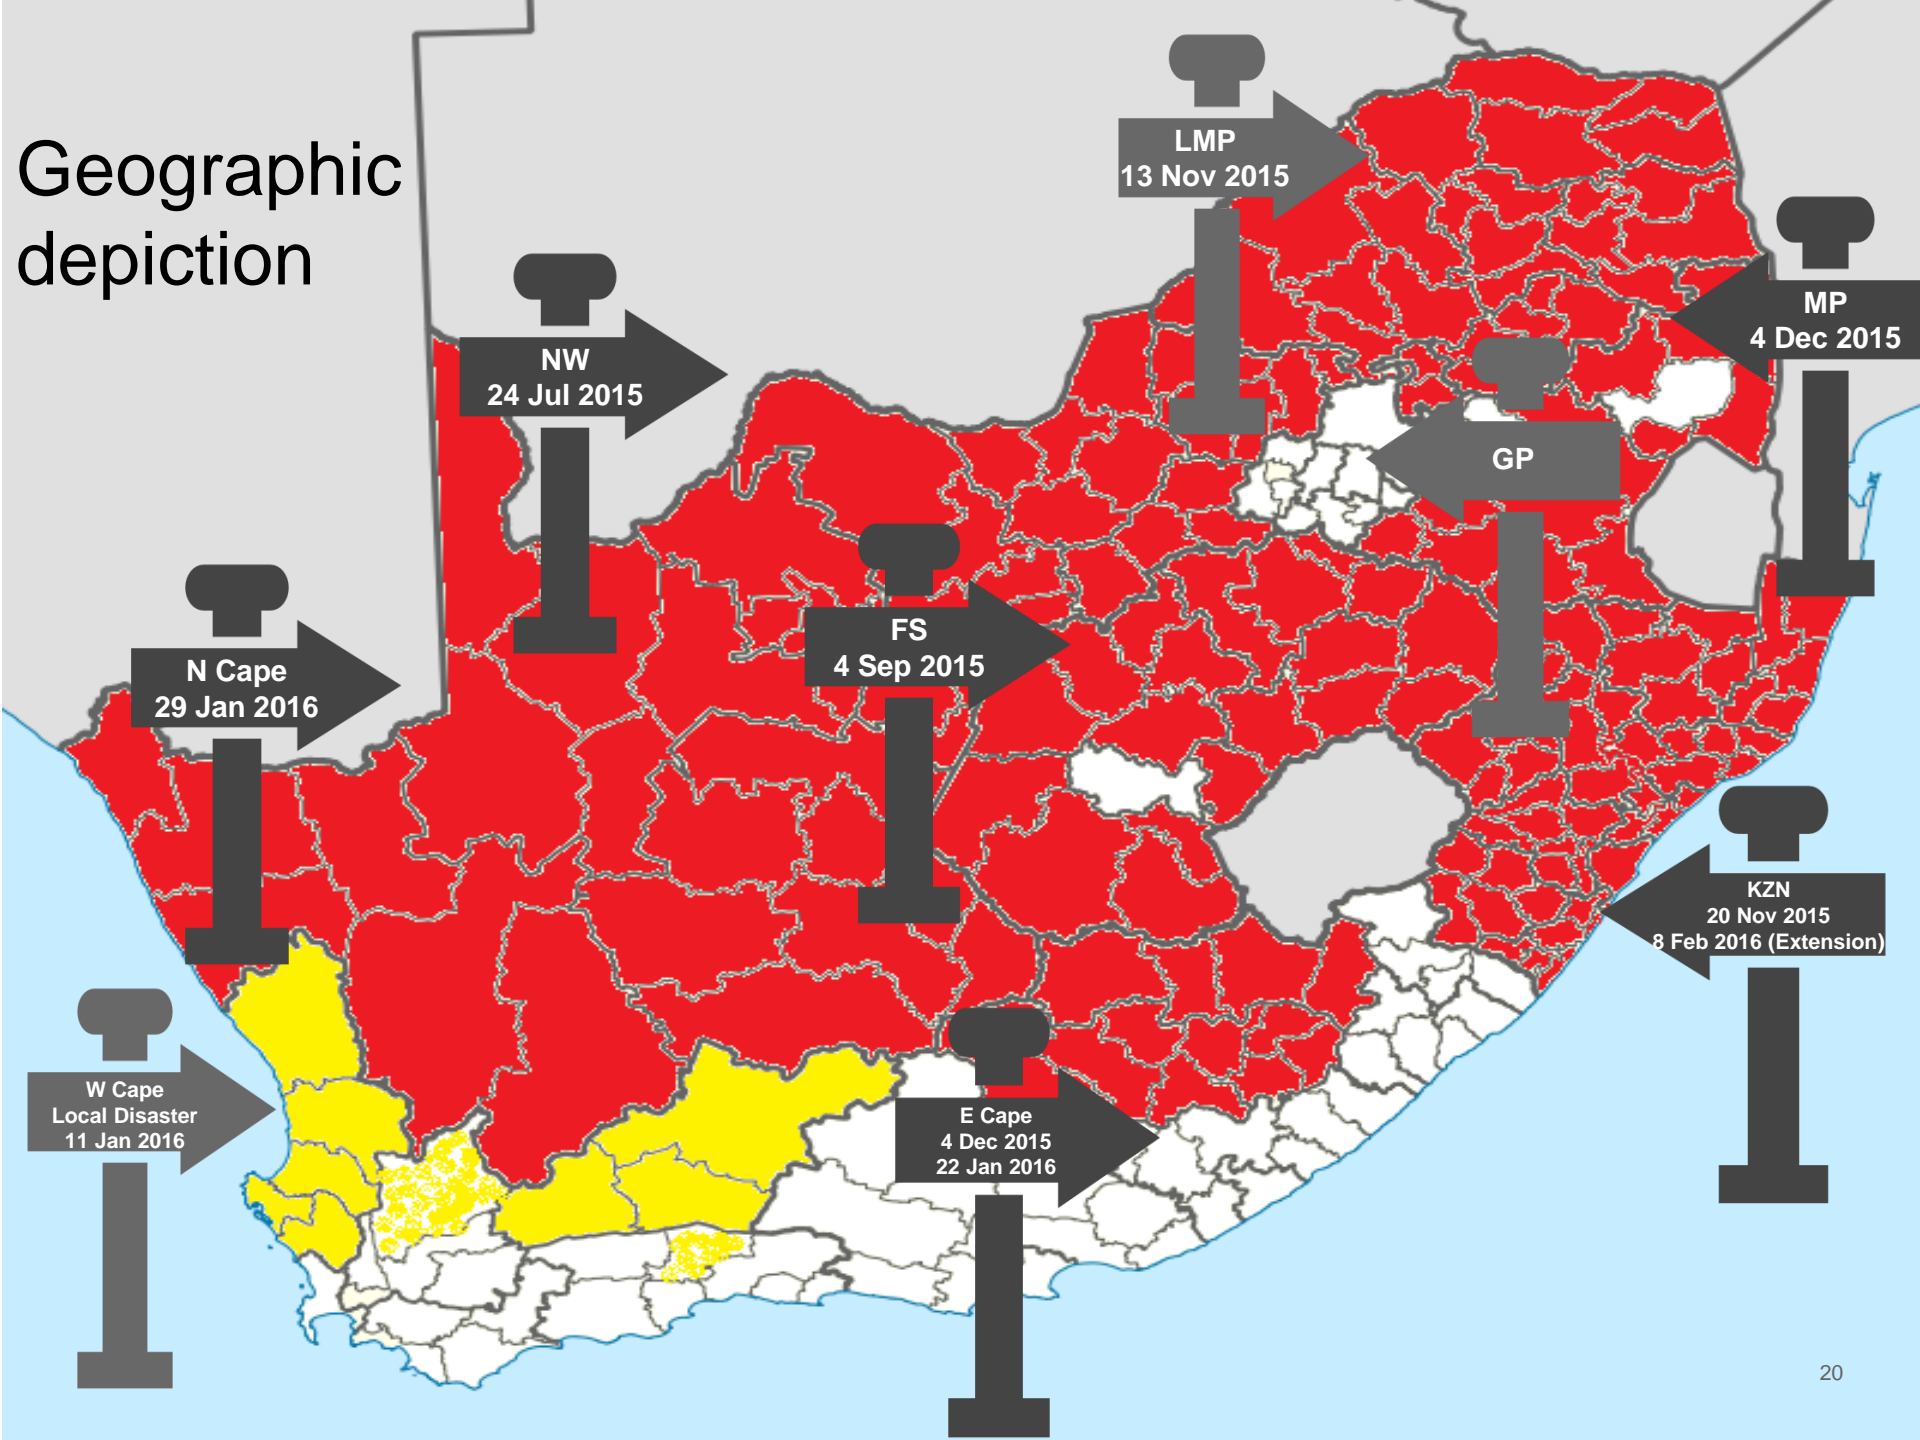 Geographic
depiction
LMP
13 Nov 2015
MP
4 Dec 2015
NW
24 Jul 2015
GP
FS
4 Sep 2015
N Cape
29 Jan 2016
KZN
20 Nov 2015
8 Feb 2016 (Extension)
W Cape
Local Disaster
11 Jan 2016
E Cape
4 Dec 2015
22 Jan 2016
20